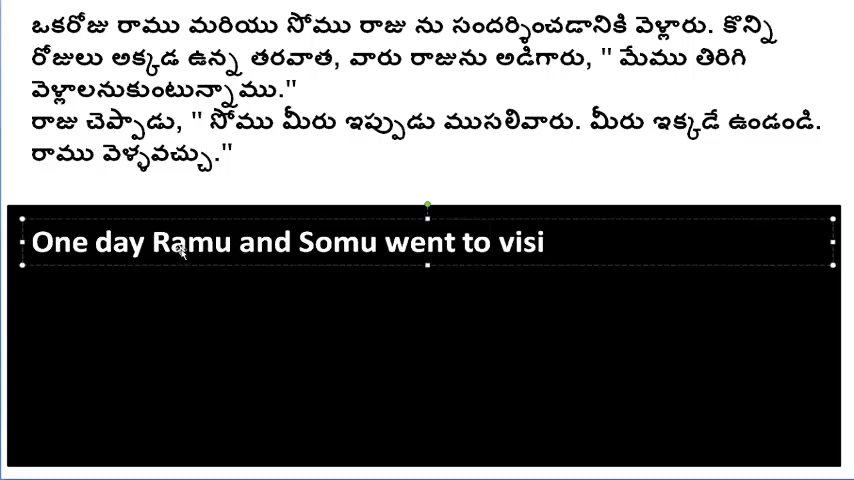 ఒకరోజు రాము మరియు సోము రాజు ను సందర్శించడానికి వెళ్లారు. కొన్ని
రోజులు అక్కడ ఉన్న తరవాత, వారు రాజును అడిగారు, " మేము తిరిగి
వెళ్లాలనుకుంటున్నాము."
రాజు చెప్పాడు, " సోము మీరు ఇప్పుడు ముసలివారు. మీరు ఇక్కడే ఉండండి.
రాము వెళ్ళవచ్చు."
One day Ramu and Somu went to visi